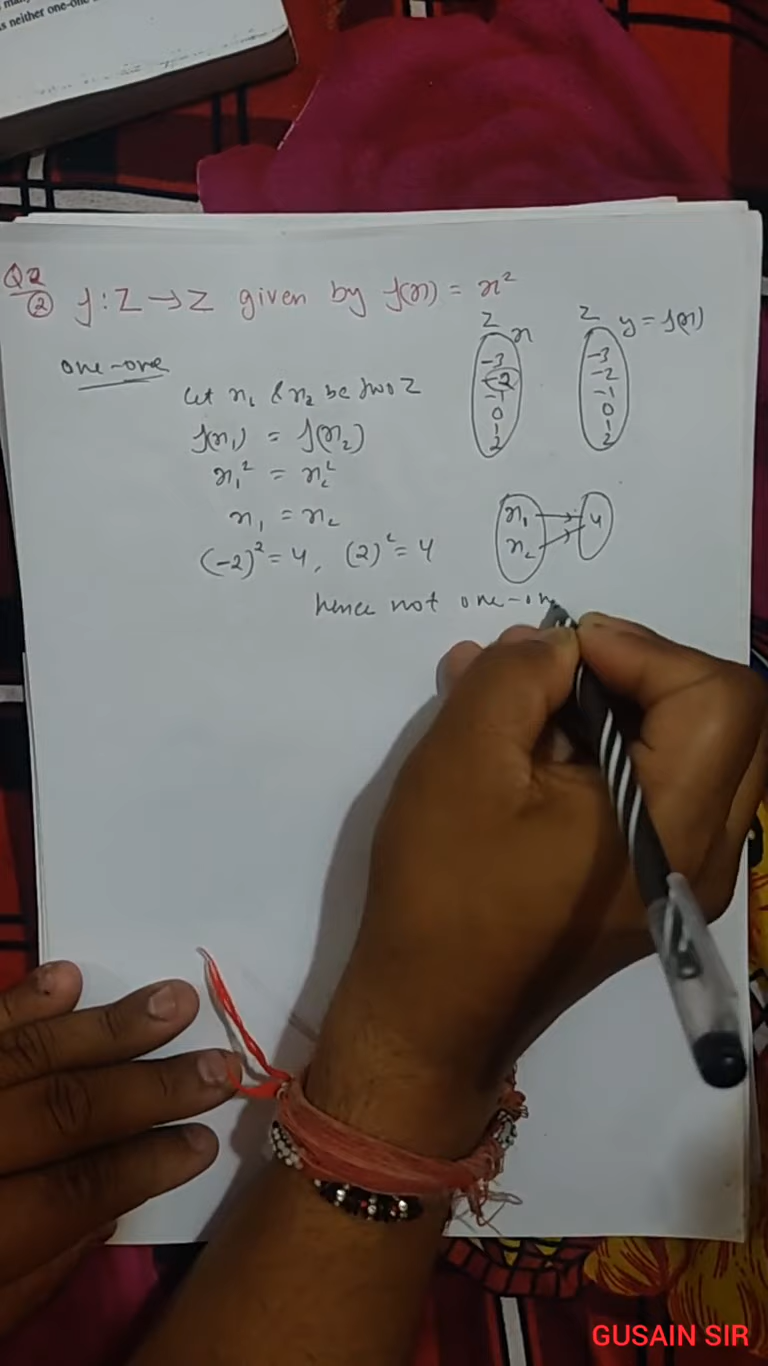 s neither one-one
Q2
② f : Z → Z given by f(x) = x²
one-one
Let x₁ & x₂ be two Z
f(x₁) = f(x₂)
x₁² = x₂²
x₁ = x₂
(-2)² = 4, (2)² = 4
hence not one-on
Z x
-3
-2
-1
0
1
2
Z y = f(x)
-3
-2
-1
0
1
2
x₁ → 4
x₂
GUSAIN SIR